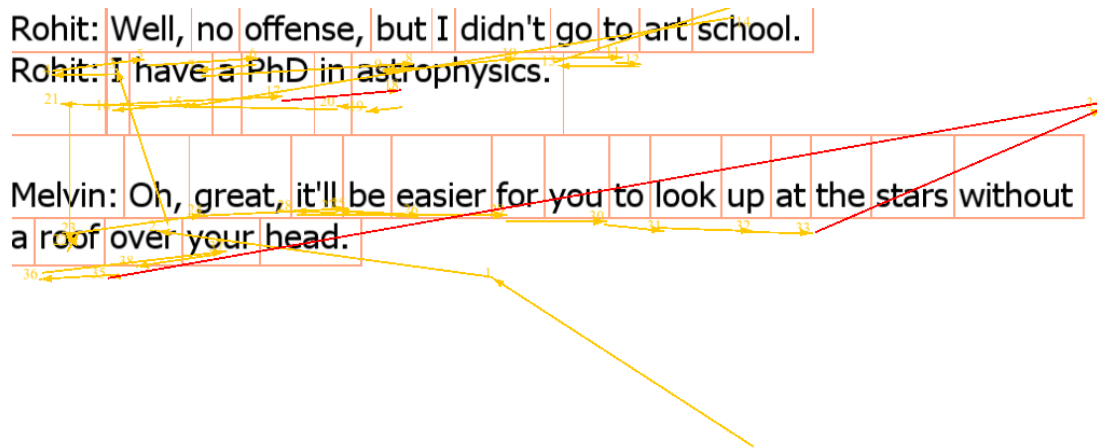 Rohit: Well, no offense, but I didn't go to art school.
Rohit: I have a PhD in astrophysics.
Melvin: Oh, great, it'll be easier for you to look up at the stars without
a roof over your head.